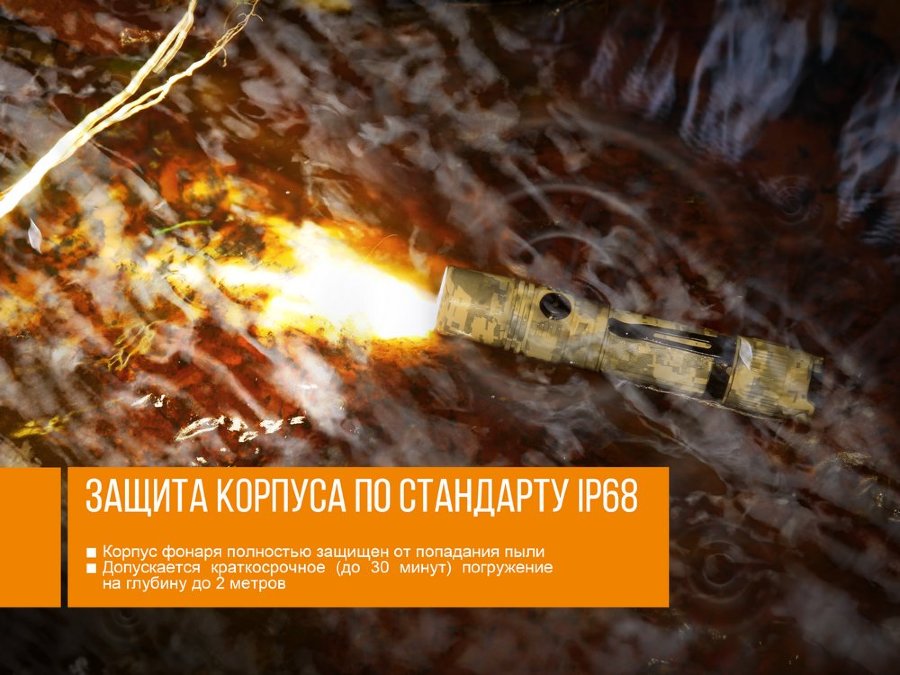 ЗАЩИТА КОРПУСА ПО СТАНДАРТУ IP68
■ Корпус фонаря полностью защищен от попадания пыли
■ Допускается краткосрочное (до 30 минут) погружение
на глубину до 2 метров